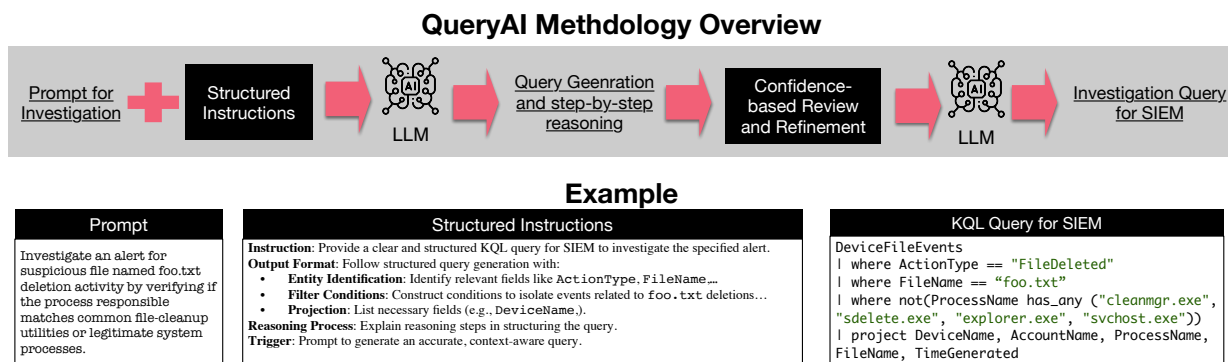 QueryAI Methdology Overview
Prompt for
Investigation
Structured
Instructions
AI
LLM
Query Geenration
and step-by-step
reasoning
Confidence-
based Review
and Refinement
AI
LLM
Investigation Query
for SIEM
Example
Prompt
Investigate an alert for
suspicious file named foo.txt
deletion activity by verifying if
the process responsible
matches common file-cleanup
utilities or legitimate system
processes.
Structured Instructions
Instruction: Provide a clear and structured KQL query for SIEM to investigate the specified alert.
Output Format: Follow structured query generation with:
• Entity Identification: Identify relevant fields like ActionType, FileName,…
• Filter Conditions: Construct conditions to isolate events related to foo.txt deletions…
• Projection: List necessary fields (e.g., DeviceName,).
Reasoning Process: Explain reasoning steps in structuring the query.
Trigger: Prompt to generate an accurate, context-aware query.
KQL Query for SIEM
DeviceFileEvents
| where ActionType == "FileDeleted"
| where FileName == “foo.txt”
| where not(ProcessName has_any ("cleanmgr.exe",
"sdelete.exe", "explorer.exe", "svchost.exe"))
| project DeviceName, AccountName, ProcessName,
FileName, TimeGenerated